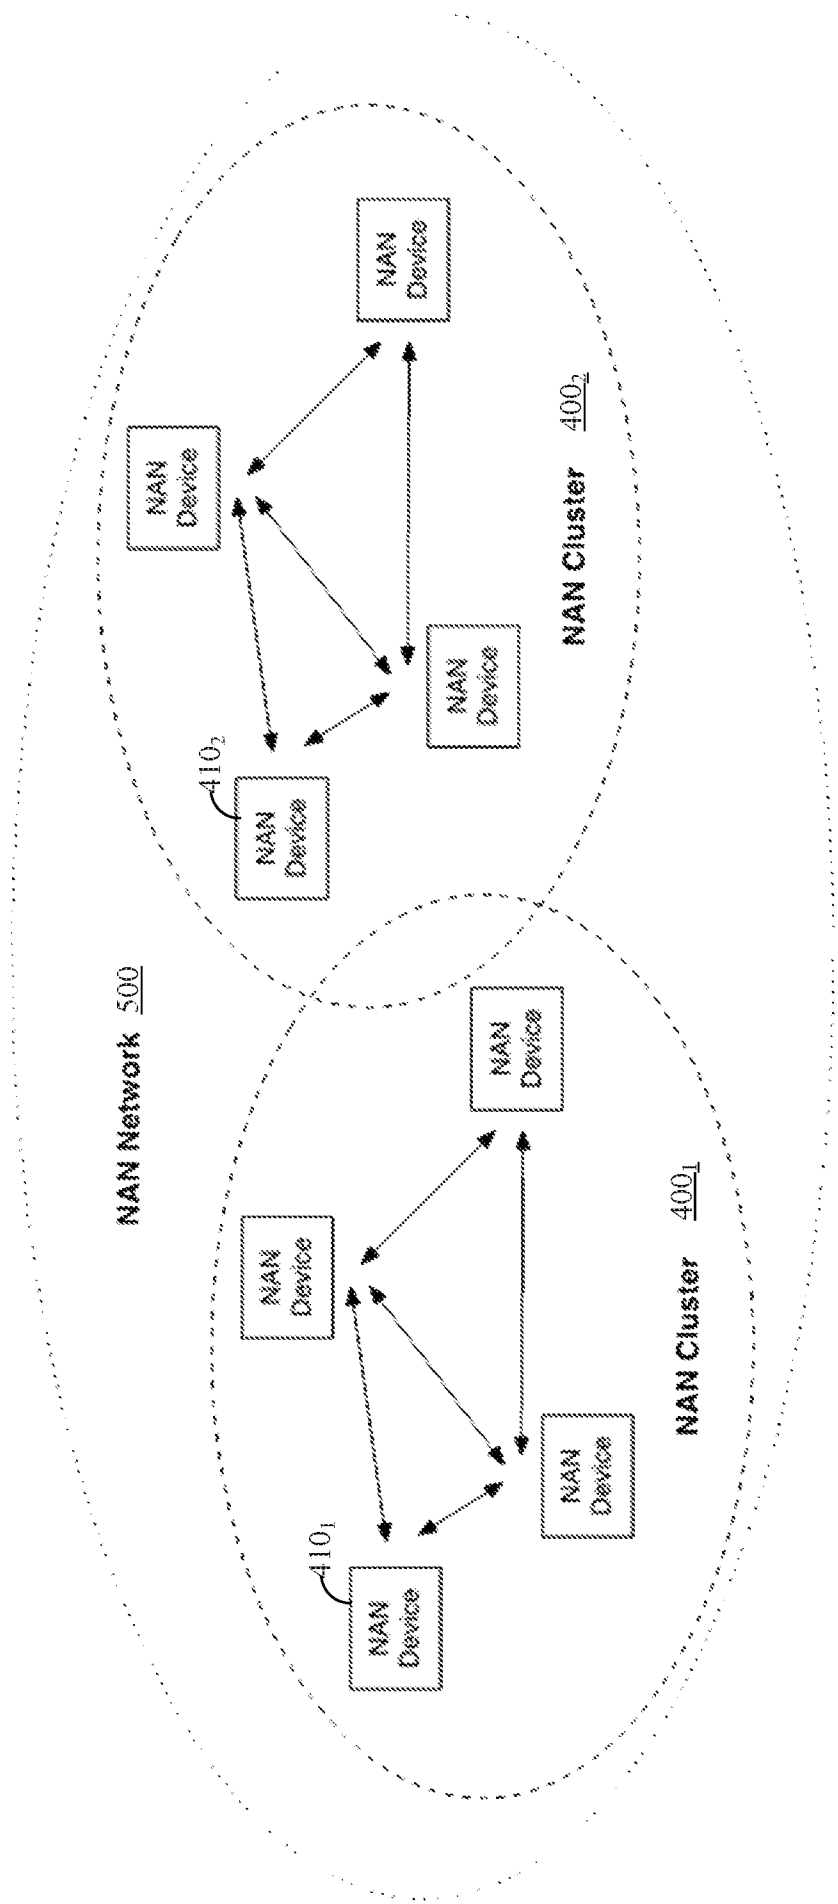 NAN Network 500
410₁
NAN
Device
NAN
Device
NAN
Device
NAN
Device
NAN Cluster 400₁
410₂
NAN
Device
NAN
Device
NAN
Device
NAN
Device
NAN Cluster 400₂